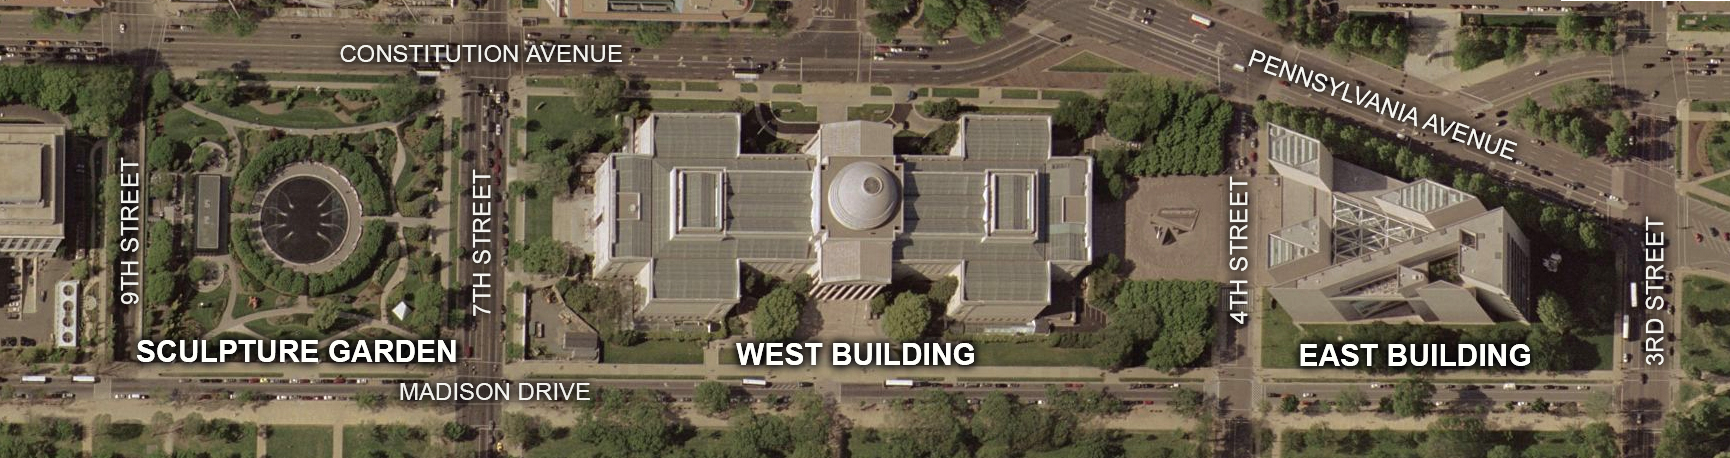 CONSTITUTION AVENUE
PENNSYLVANIA AVENUE
9TH STREET
7TH STREET
4TH STREET
3RD STREET
SCULPTURE GARDEN
WEST BUILDING
EAST BUILDING
MADISON DRIVE